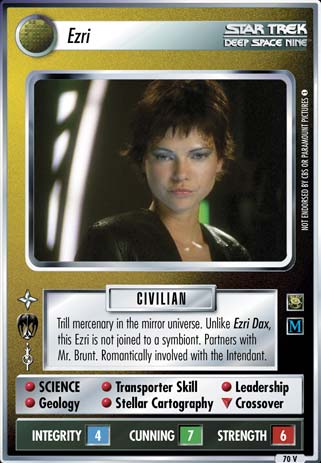 Ezri
STAR TREK
DEEP SPACE NINE
NOT ENDORSED BY CBS OR PARAMOUNT PICTURES
CIVILIAN
Trill mercenary in the mirror universe. Unlike Ezri Dax,
this Ezri is not joined to a symbiont. Partners with
Mr. Brunt. Romantically involved with the Intendant.
M
SCIENCE
Transporter Skill
Leadership
Geology
Stellar Cartography
Crossover
INTEGRITY 4 CUNNING 7 STRENGTH 6
70 V